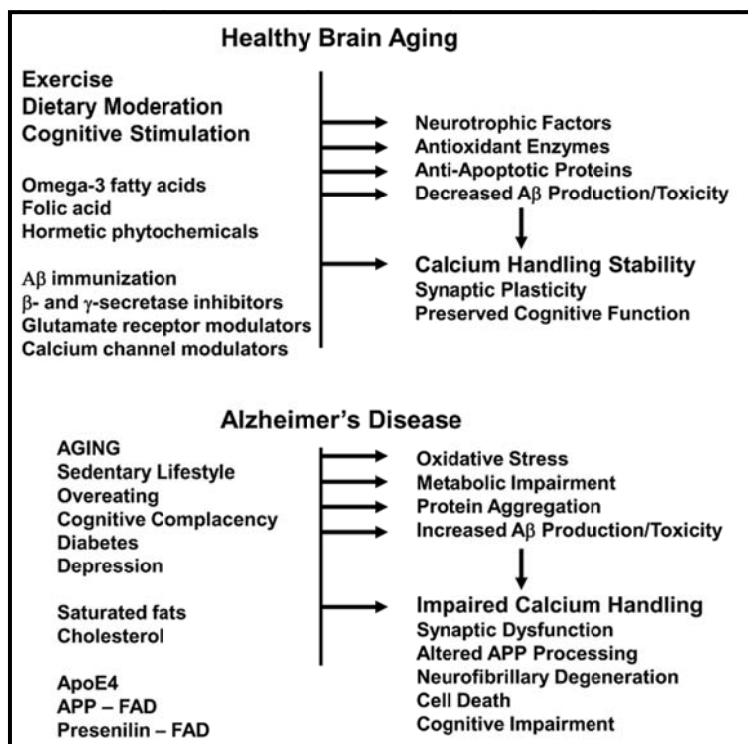 Healthy Brain Aging
Exercise
Dietary Moderation
Cognitive Stimulation
Omega-3 fatty acids
Folic acid
Hormetic phytochemicals
Aβ immunization
β- and γ-secretase inhibitors
Glutamate receptor modulators
Calcium channel modulators
Neurotrophic Factors
Antioxidant Enzymes
Anti-Apoptotic Proteins
Decreased Aβ Production/Toxicity
Calcium Handling Stability
Synaptic Plasticity
Preserved Cognitive Function
Alzheimer's Disease
AGING
Sedentary Lifestyle
Overeating
Cognitive Complacency
Diabetes
Depression
Saturated fats
Cholesterol
ApoE4
APP – FAD
Presenilin – FAD
Oxidative Stress
Metabolic Impairment
Protein Aggregation
Increased Aβ Production/Toxicity
Impaired Calcium Handling
Synaptic Dysfunction
Altered APP Processing
Neurofibrillary Degeneration
Cell Death
Cognitive Impairment